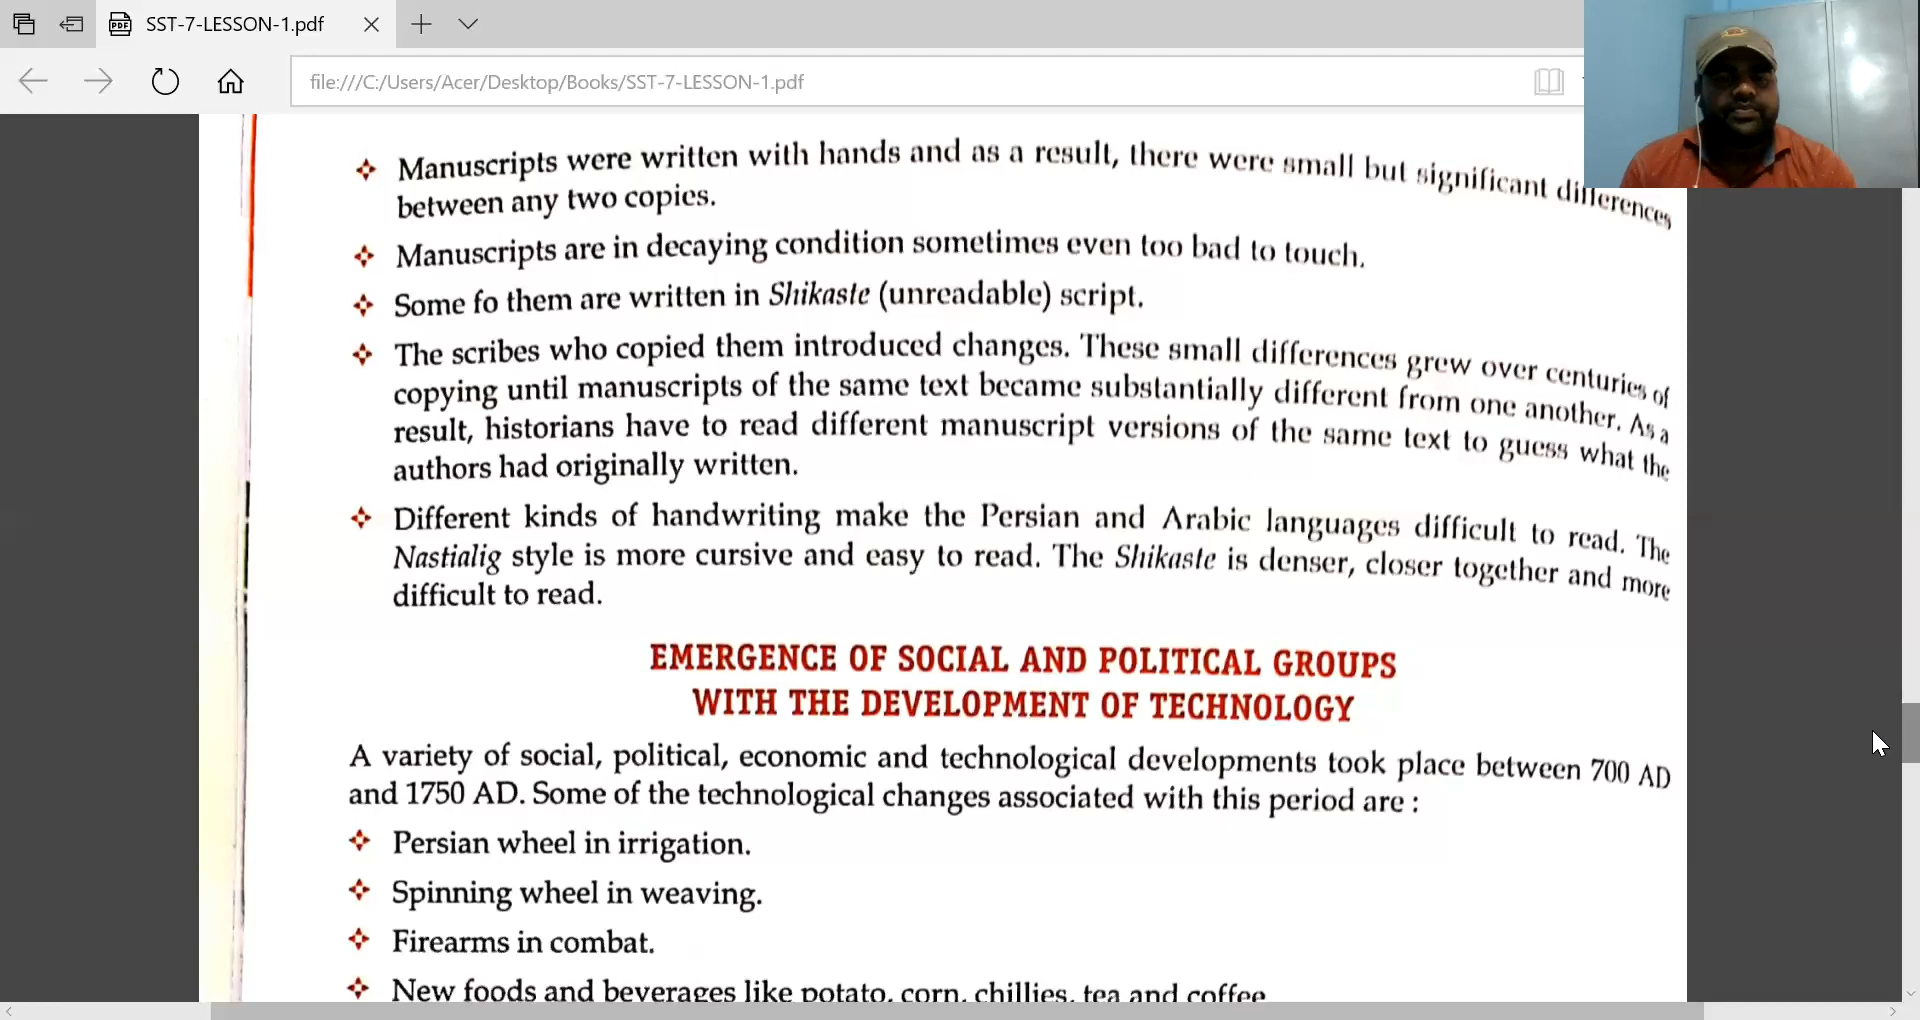 SST-7-LESSON-1.pdf
file:///C:/Users/Acer/Desktop/Books/SST-7-LESSON-1.pdf
Manuscripts were written with hands and as a result, there were small but significant differences
between any two copies.
Manuscripts are in decaying condition sometimes even too bad to touch.
Some fo them are written in Shikaste (unreadable) script.
The scribes who copied them introduced changes. These small differences grew over centuries of
copying until manuscripts of the same text became substantially different from one another. As a
result, historians have to read different manuscript versions of the same text to guess what the
authors had originally written.
Different kinds of handwriting make the Persian and Arabic languages difficult to read. The
Nastialig style is more cursive and easy to read. The Shikaste is denser, closer together and more
difficult to read.
EMERGENCE OF SOCIAL AND POLITICAL GROUPS
WITH THE DEVELOPMENT OF TECHNOLOGY
A variety of social, political, economic and technological developments took place between 700 AD
and 1750 AD. Some of the technological changes associated with this period are :
Persian wheel in irrigation.
Spinning wheel in weaving.
Firearms in combat.
New foods and beverages like potato, corn, chillies, tea and coffee